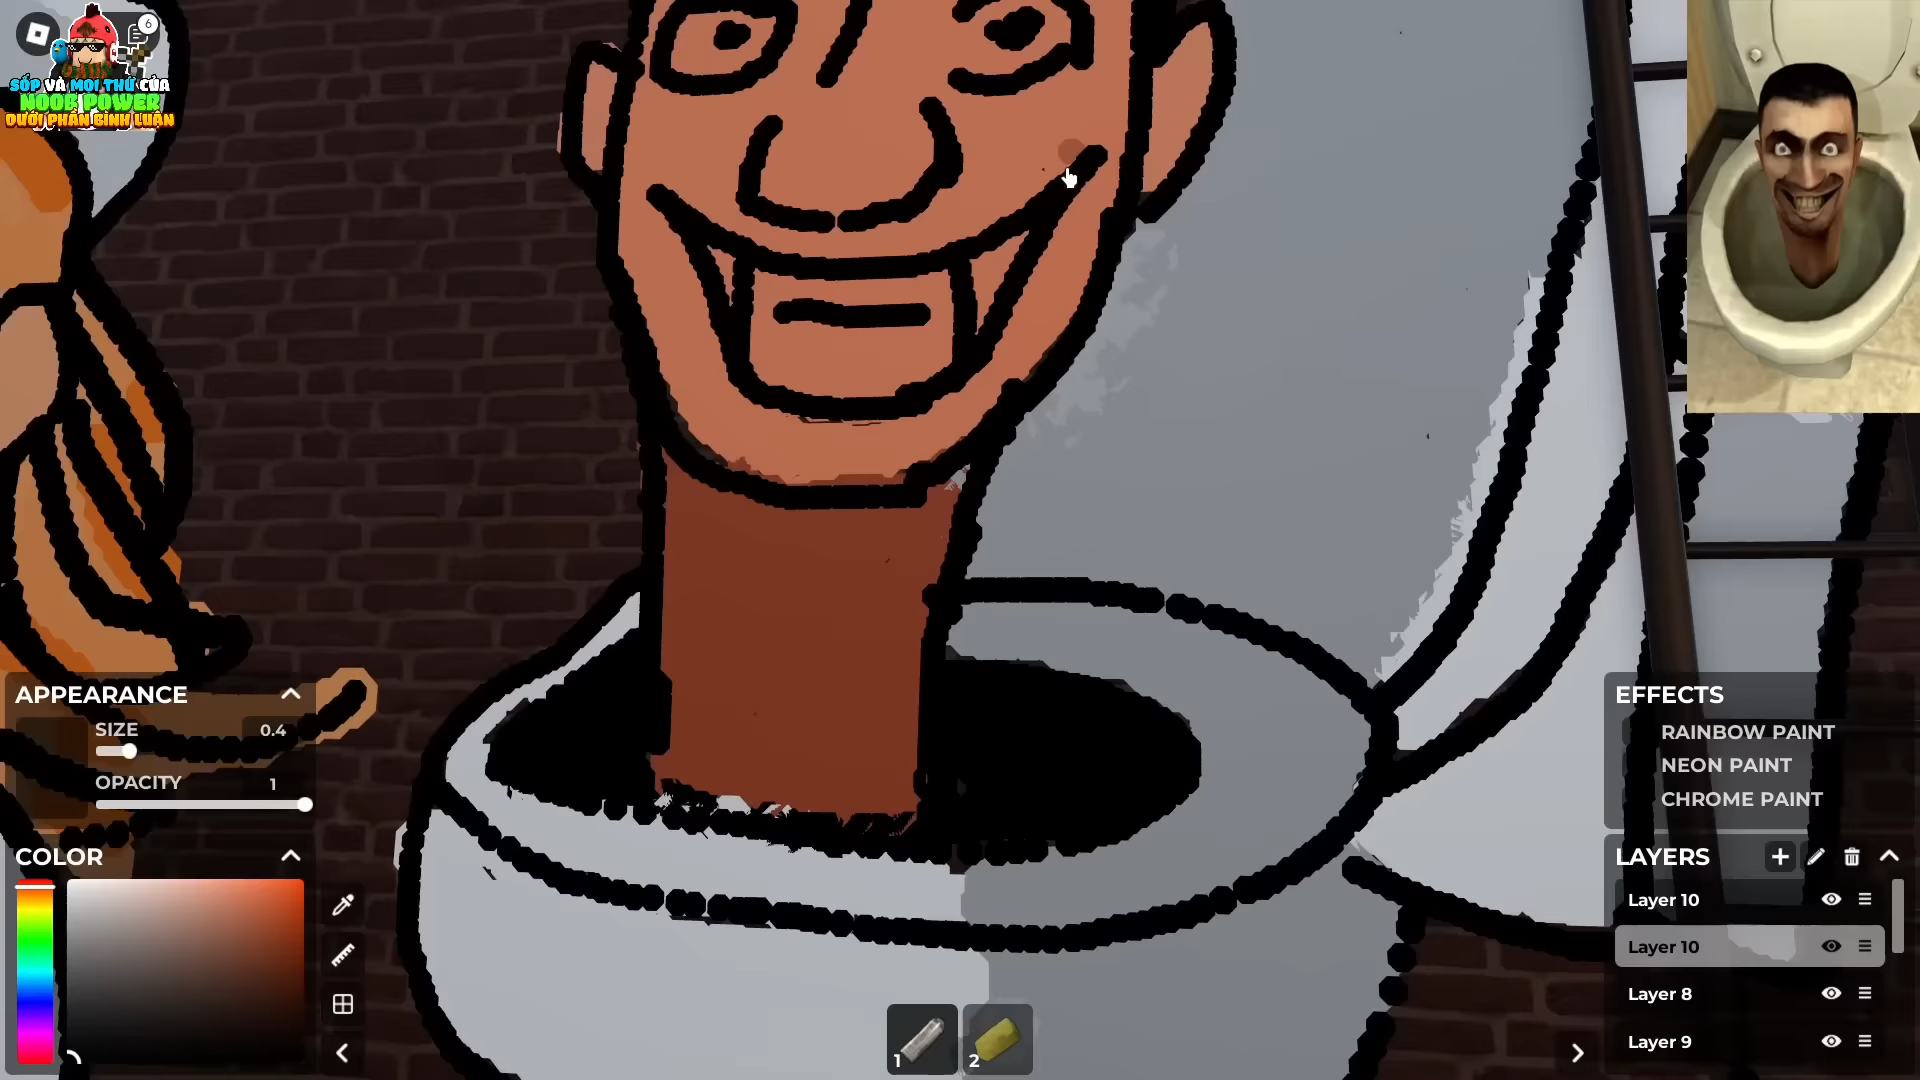 6
SỐP VÀ MỌI THỨ CỦA
NOOB POWER
DƯỚI PHẦN BÌNH LUẬN
APPEARANCE
SIZE
0.4
OPACITY
1
COLOR
1
2
EFFECTS
RAINBOW PAINT
NEON PAINT
CHROME PAINT
LAYERS
Layer 10
Layer 10
Layer 8
Layer 9